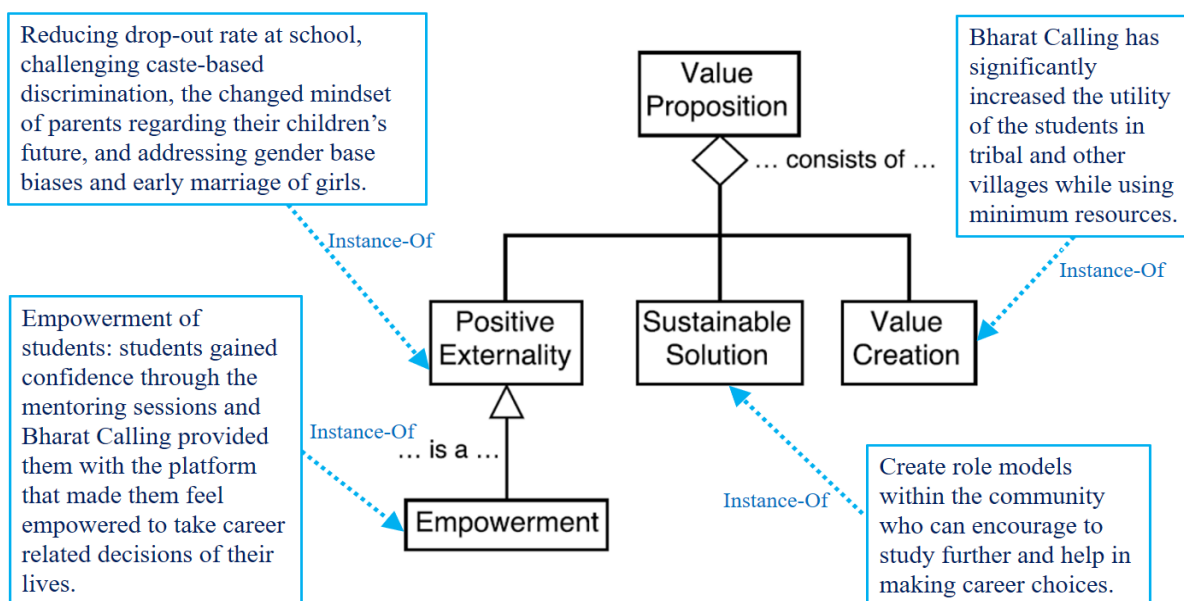 Reducing drop-out rate at school,
challenging caste-based
discrimination, the changed mindset
of parents regarding their children's
future, and addressing gender base
biases and early marriage of girls.
Value
Proposition
... consists of ...
Bharat Calling has
significantly
increased the utility
of the students in
tribal and other
villages while using
minimum resources.
Instance-Of
Instance-Of
Positive
Externality
Sustainable
Solution
Value
Creation
Empowerment of
students: students gained
confidence through the
mentoring sessions and
Bharat Calling provided
them with the platform
that made them feel
empowered to take career
related decisions of their
lives.
Instance-Of
... is a ...
Empowerment
Instance-Of
Create role models
within the community
who can encourage to
study further and help in
making career choices.